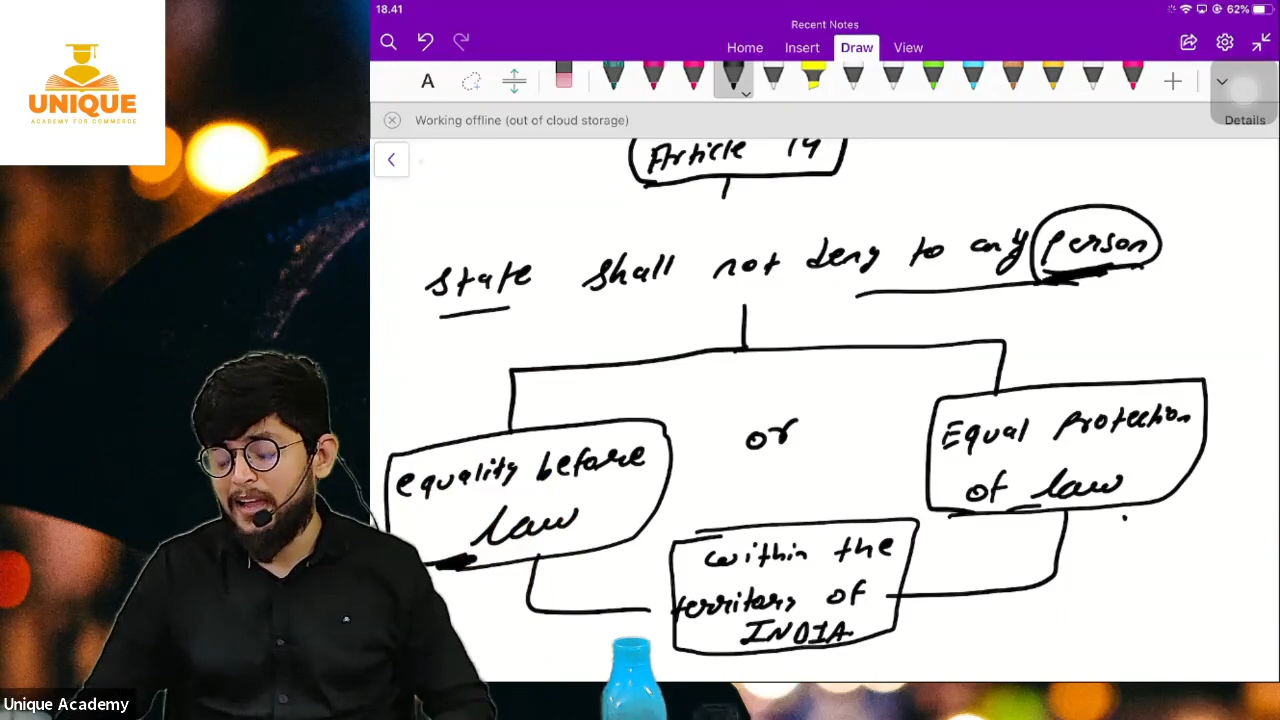 18.41
62%
Recent Notes
Home Insert Draw View
A
Working offline (out of cloud storage)
Details
UNIQUE
ACADEMY FOR COMMERCE
Article 14
State shall not deny to any person
equality before
law
or
Equal Protection
of law
within the
territory of
INDIA
Unique Academy